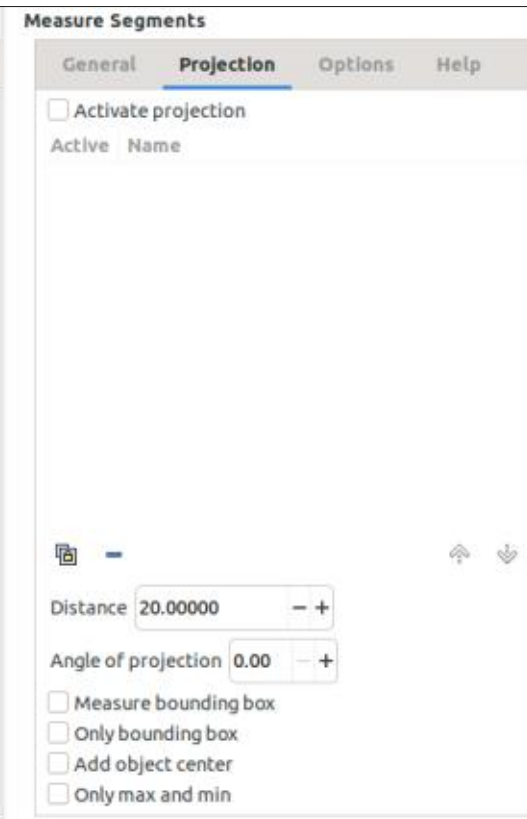 Measure Segments
General Projection Options Help
Activate projection
Active Name
Distance 20.00000
Angle of projection 0.00
Measure bounding box
Only bounding box
Add object center
Only max and min